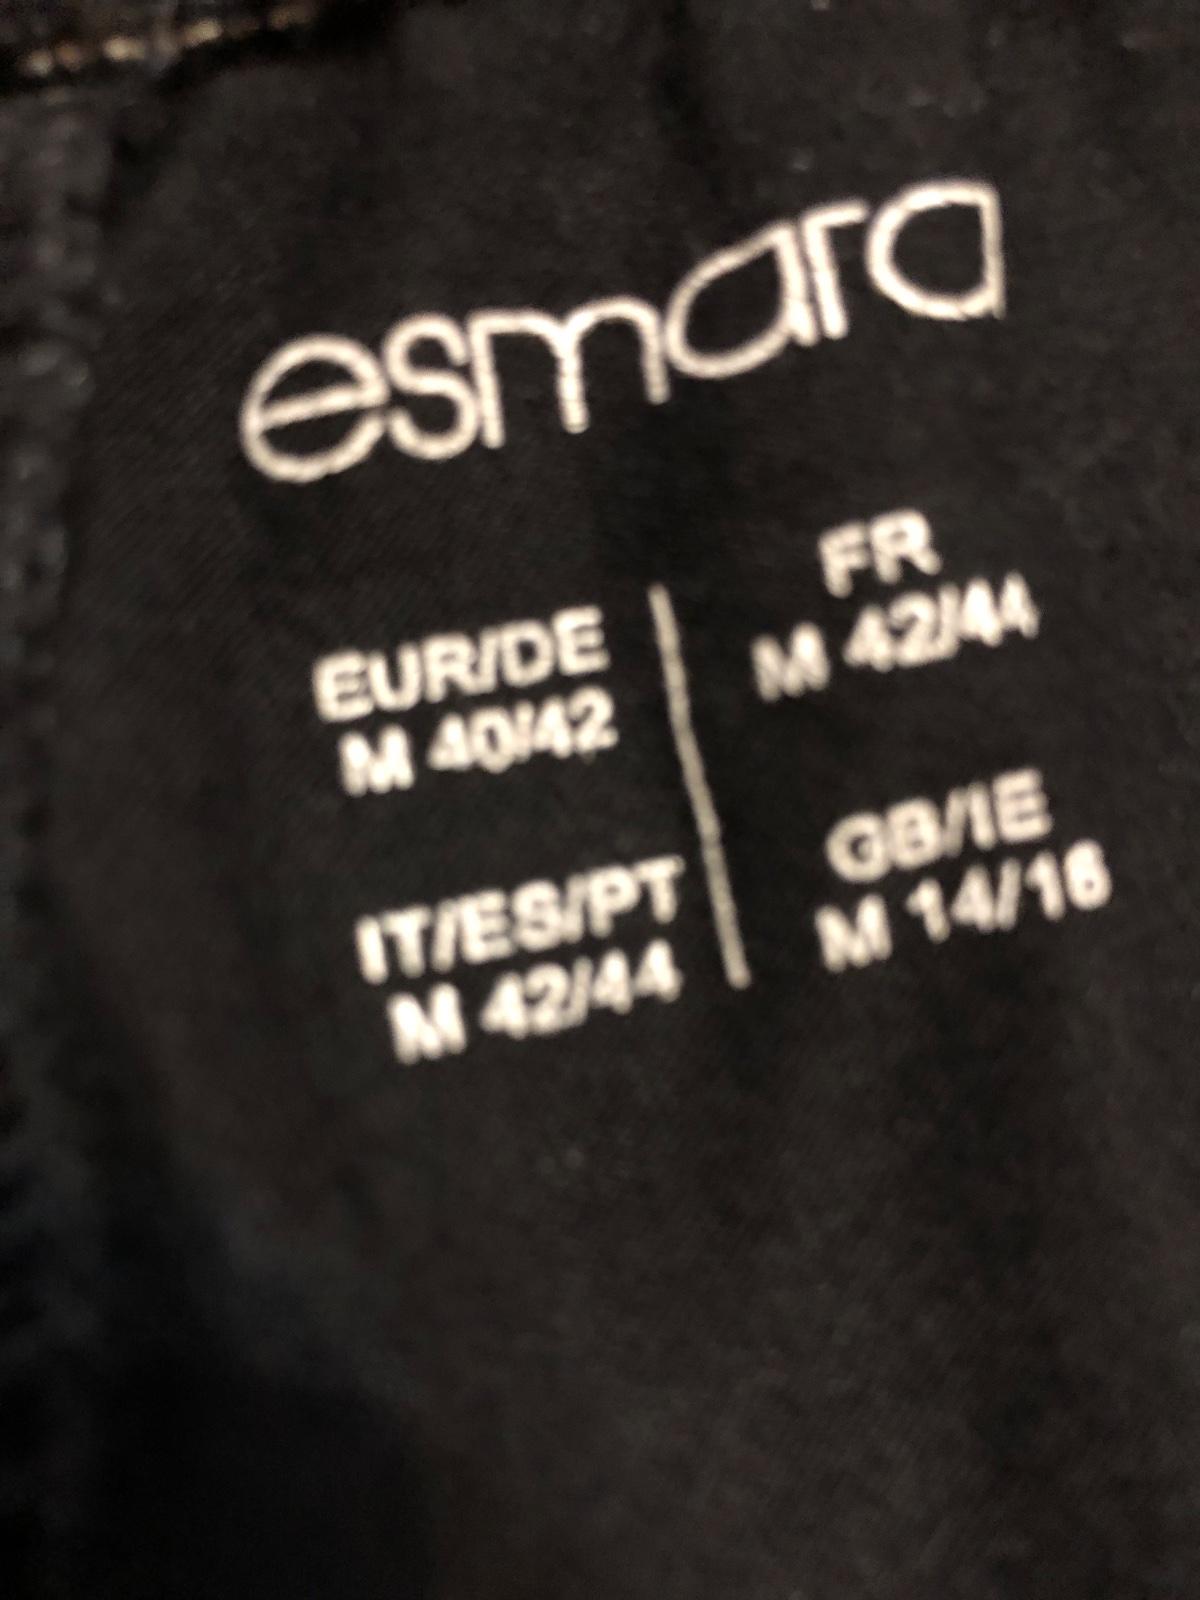 esmara
EUR/DE
M 40/42
FR
M 42/44
IT/ES/PT
M 42/44
GB/IE
M 14/16